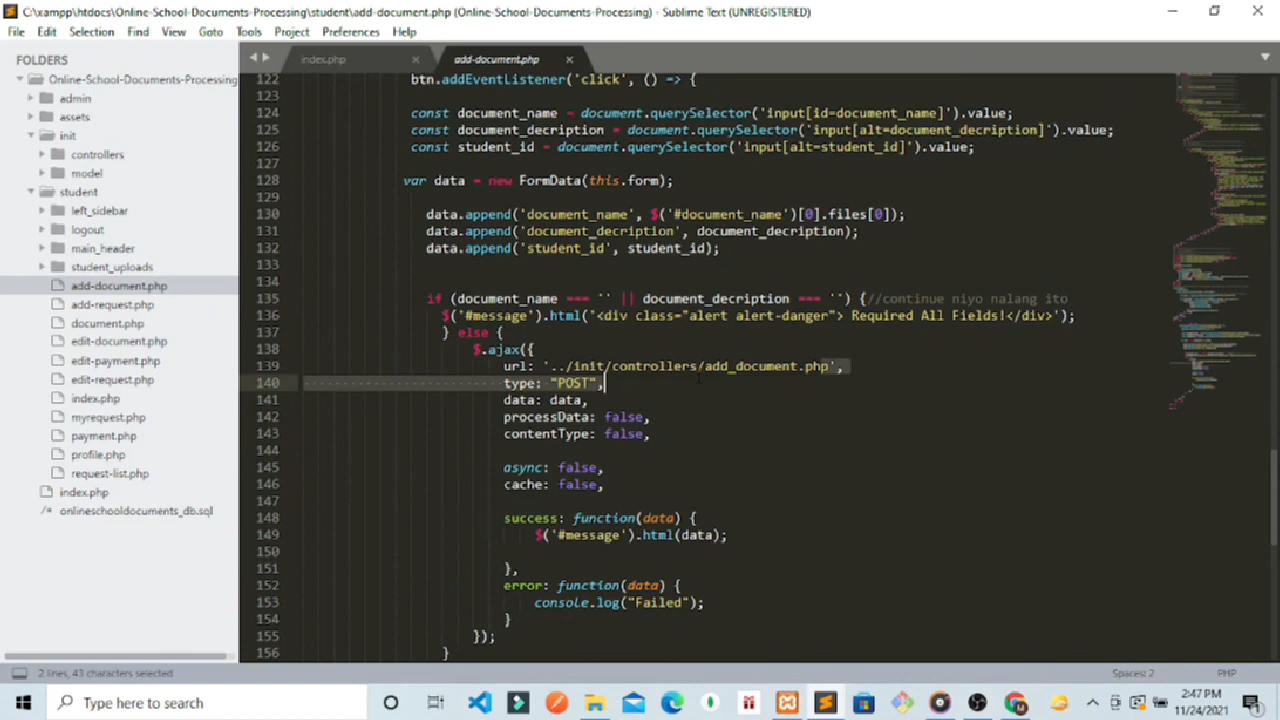 C:\xampp\htdocs\Online-School-Documents-Processing\student\add-document.php (Online-School-Documents-Processing) - Sublime Text (UNREGISTERED)
File Edit Selection Find View Goto Tools Project Preferences Help
FOLDERS
Online-School-Documents-Processing
admin
assets
init
controllers
model
student
left_sidebar
logout
main_header
student_uploads
add-document.php
add-request.php
document.php
edit-document.php
edit-payment.php
edit-request.php
index.php
myrequest.php
payment.php
profile.php
request-list.php
index.php
/* onlineschooldocuments_db.sql
index.php
add-document.php
122 btn.addEventListener('click', () => {
123
124 const document_name = document.querySelector('input[id=document_name]').value;
125 const document_decription = document.querySelector('input[alt=document_decription]').value;
126 const student_id = document.querySelector('input[alt=student_id]').value;
127
128 var data = new FormData(this.form);
129
130 data.append('document_name', $('#document_name')[0].files[0]);
131 data.append('document_decription', document_decription);
132 data.append('student_id', student_id);
133
134
135 if (document_name === '' || document_decription === '') {//continue niyo nalang ito
136 $('#message').html('<div class="alert alert-danger"> Required All Fields!</div>');
137 } else {
138 $.ajax({
139 url: '../init/controllers/add_document.php',
140 type: "POST",
141 data: data,
142 processData: false,
143 contentType: false,
144
145 async: false,
146 cache: false,
147
148 success: function(data) {
149 $('#message').html(data);
150
151 },
152 error: function(data) {
153 console.log("Failed");
154 }
155 });
156 }
2 lines, 43 characters selected
Spaces: 2
PHP
Type here to search
2:47 PM
11/24/2021